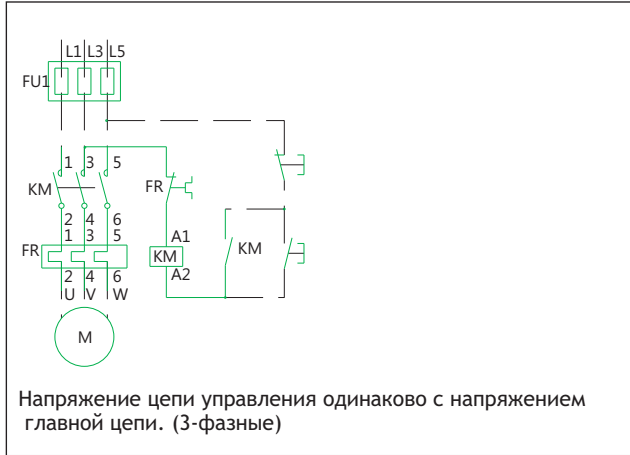 L1 L3 L5
FU1
1 3 5
KM FR
2 4 6
1 3 5 A1
FR KM KM
2 4 6 A2
U V W
M
Напряжение цепи управления одинаково с напряжением
главной цепи. (3-фазные)